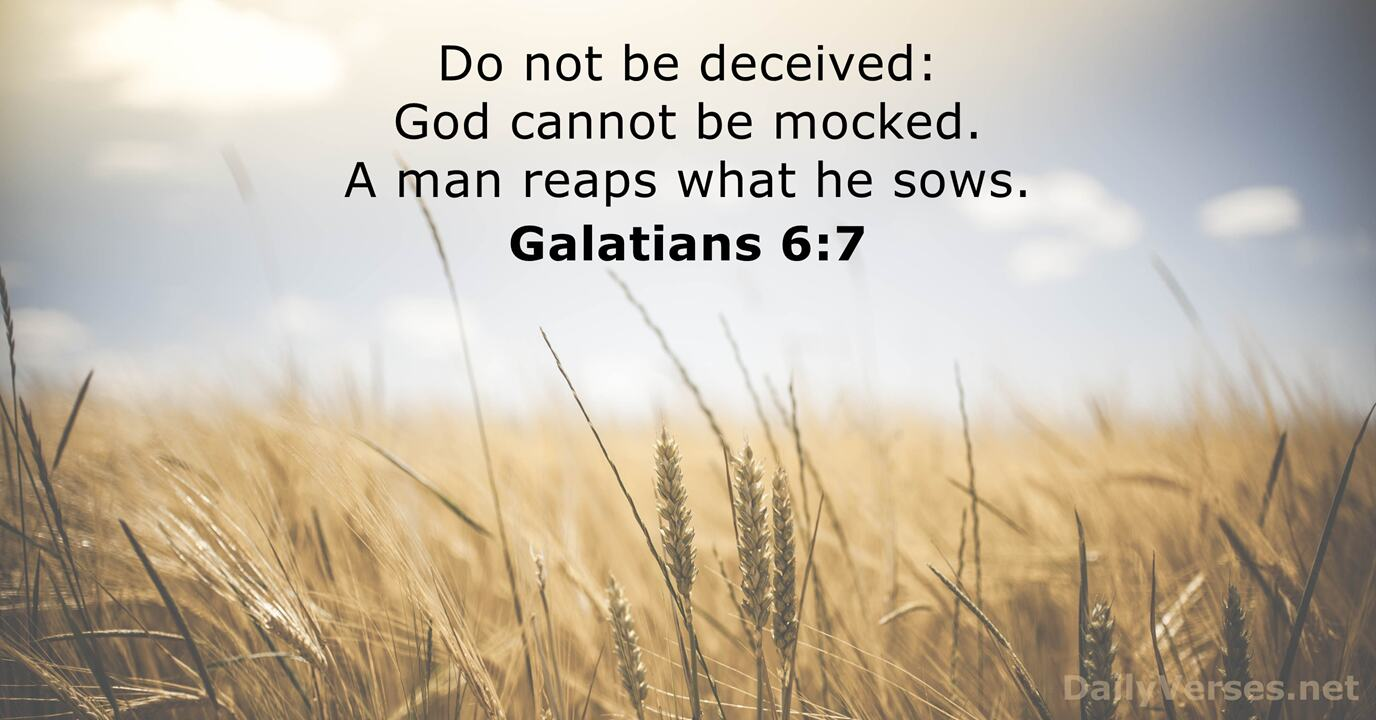 Do not be deceived:
God cannot be mocked.
A man reaps what he sows.
Galatians 6:7
DailyVerses.net